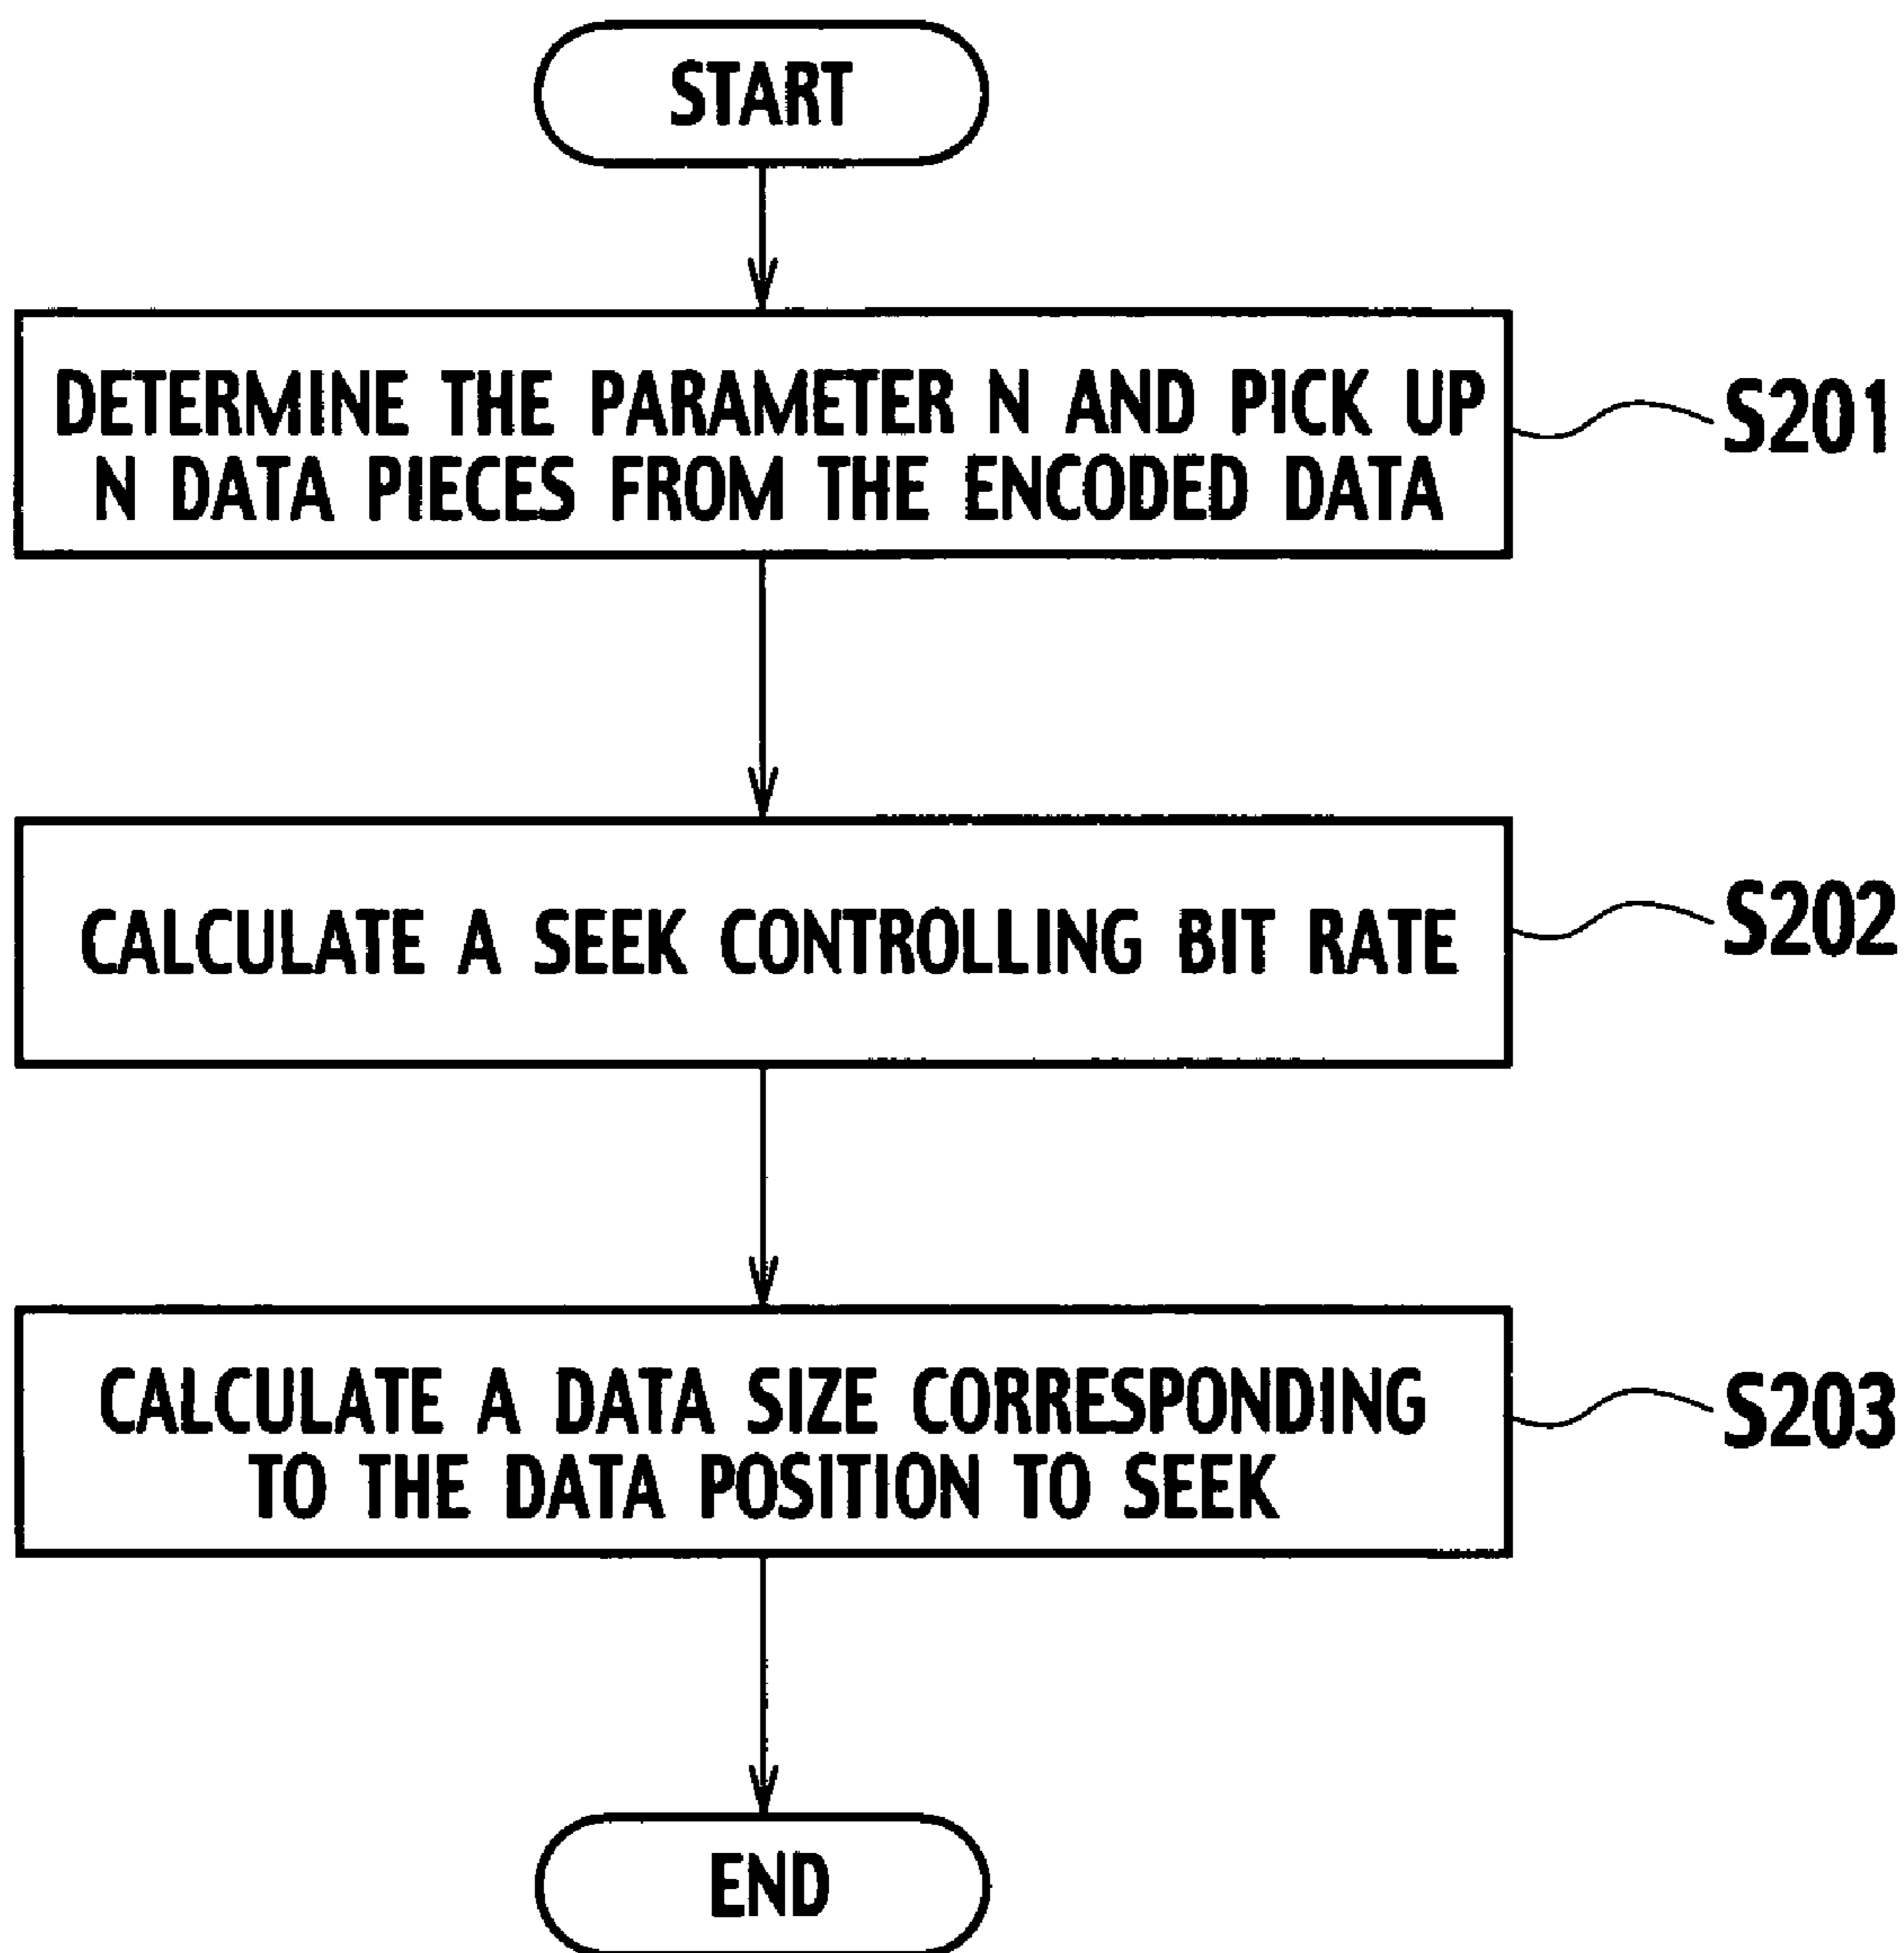 START
DETERMINE THE PARAMETER N AND PICK UP
N DATA PIECES FROM THE ENCODED DATA
S201
CALCULATE A SEEK CONTROLLING BIT RATE
S202
CALCULATE A DATA SIZE CORRESPONDING
TO THE DATA POSITION TO SEEK
S203
END